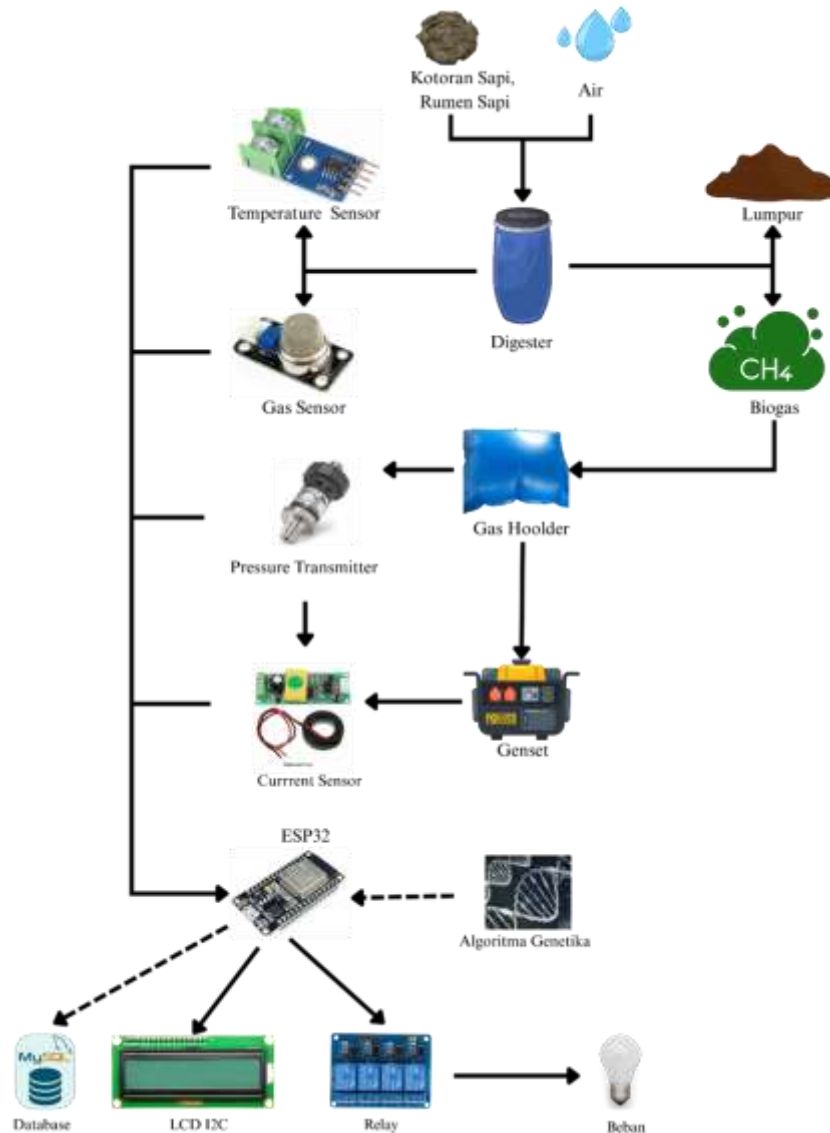 Kotoran Sapi,
Rumen Sapi
Air
Temperature Sensor
Lumpur
Digester
Gas Sensor
CH4
Biogas
Gas Hoolder
Pressure Transmitter
Genset
Currrent Sensor
ESP32
Algoritma Genetika
MySQL
Database
LCD I2C
Relay
Beban